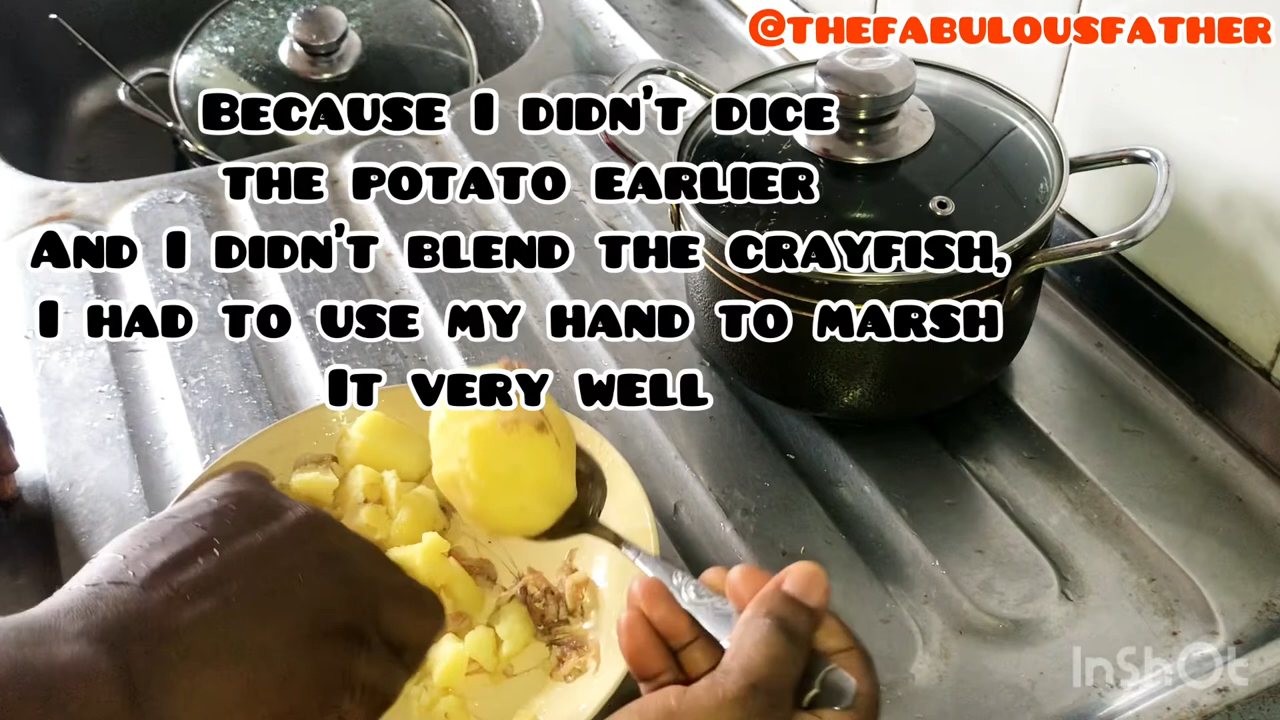 @THEFABULOUSFATHER
BECAUSE I DIDN'T DICE
THE POTATO EARLIER
AND I DIDN'T BLEND THE CRAYFISH,
I HAD TO USE MY HAND TO MARSH
IT VERY WELL
InShOt